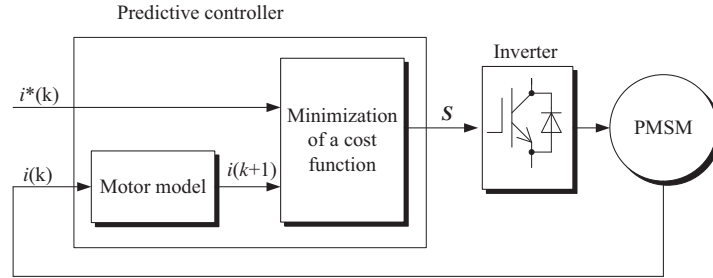 Predictive controller
Inverter
i*(k)
Minimization
of a cost
function
S
PMSM
i(k)
Motor model
i(k+1)